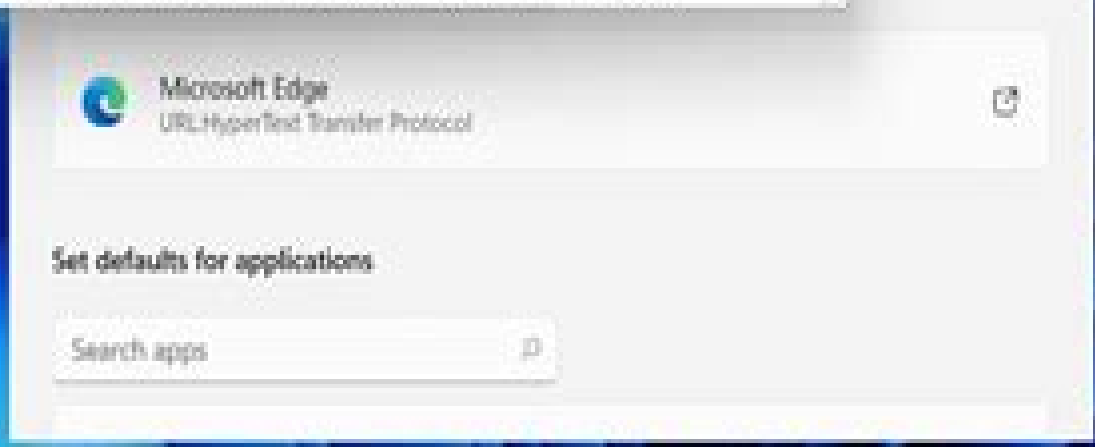 Microsoft Edge
URL:HyperText Transfer Protocol
Set defaults for applications
Search apps